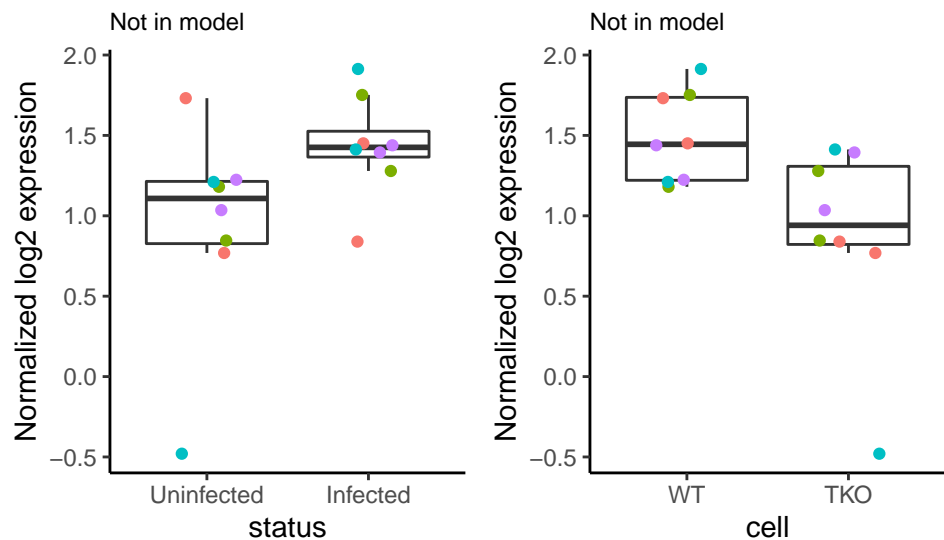 Not in model
Normalized log2 expression
2.0
1.5
1.0
0.5
0.0
−0.5
Uninfected
Infected
status
Not in model
Normalized log2 expression
2.0
1.5
1.0
0.5
0.0
−0.5
WT
TKO
cell